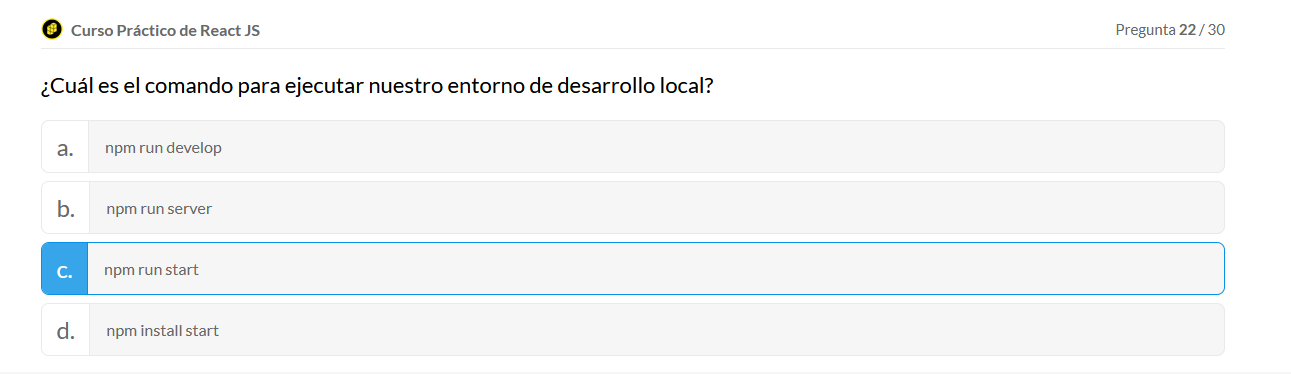 Curso Práctico de React JS
Pregunta 22 / 30
¿Cuál es el comando para ejecutar nuestro entorno de desarrollo local?
a. npm run develop
b. npm run server
c. npm run start
d. npm install start